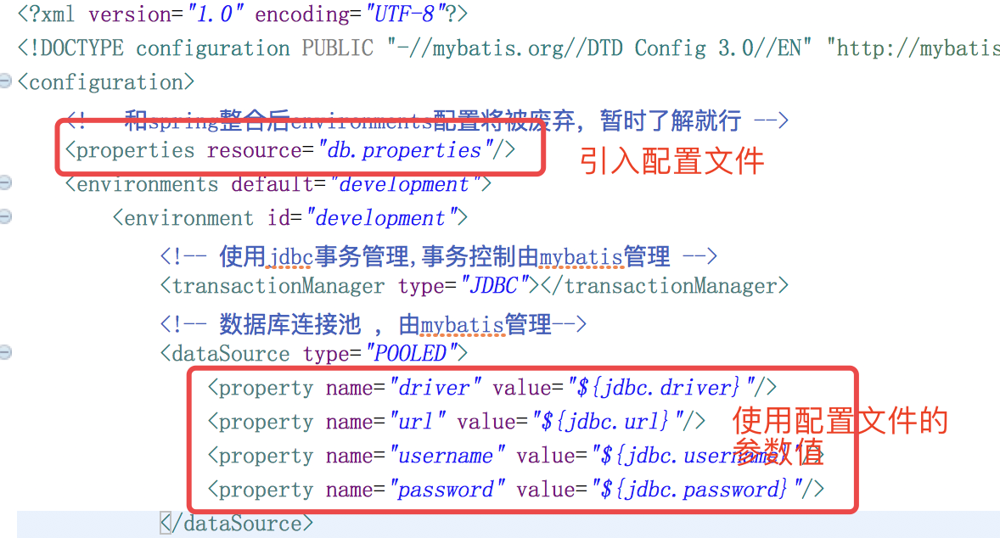 <?xml version="1.0" encoding="UTF-8"?>
<!DOCTYPE configuration PUBLIC "-//mybatis.org//DTD Config 3.0//EN" "http://mybatis
<configuration>
<!-- 和spring整合后environments配置将被废弃，暂时了解就行 -->
<properties resource="db.properties"/>
引入配置文件
<environments default="development">
<environment id="development">
<!-- 使用jdbc事务管理,事务控制由mybatis管理 -->
<transactionManager type="JDBC"></transactionManager>
<!-- 数据库连接池 ，由mybatis管理-->
<dataSource type="POOLED">
<property name="driver" value="${jdbc.driver}"/>
<property name="url" value="${jdbc.url}"/>
使用配置文件的
参数值
<property name="username" value="${jdbc.username}"/>
<property name="password" value="${jdbc.password}"/>
</dataSource>